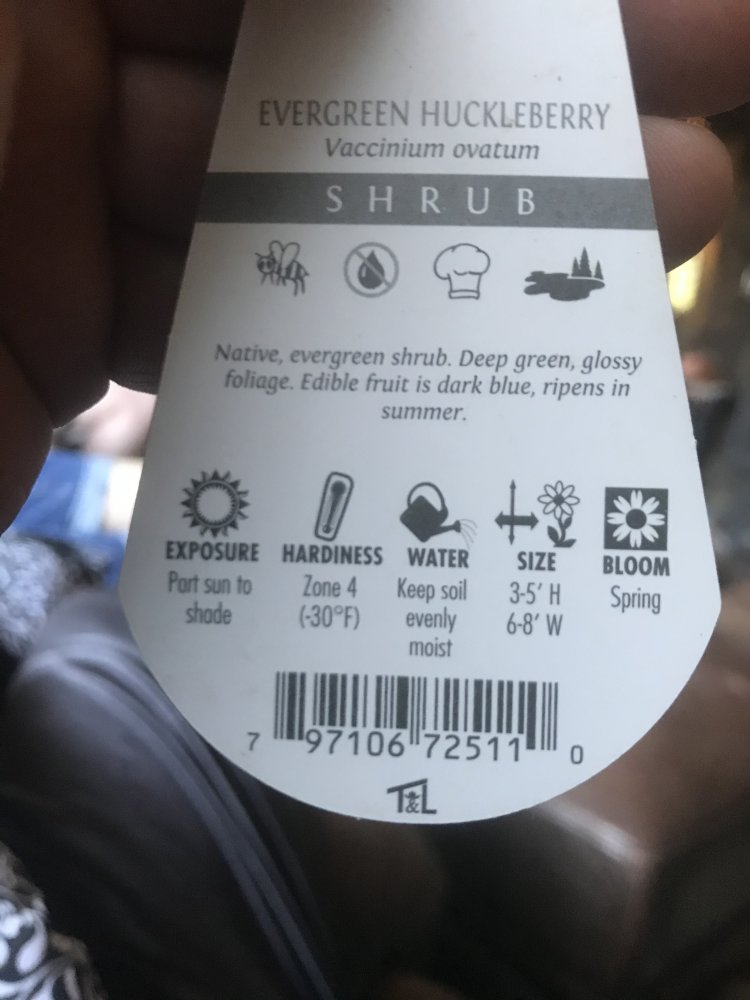 EVERGREEN HUCKLEBERRY
Vaccinium ovatum
SHRUB
Native, evergreen shrub. Deep green, glossy
foliage. Edible fruit is dark blue, ripens in
summer.
EXPOSURE
Part sun to
shade
HARDINESS
Zone 4
(-30°F)
WATER
Keep soil
evenly
moist
SIZE
3-5' H
6-8' W
BLOOM
Spring
7 97106 72511 0
T&L